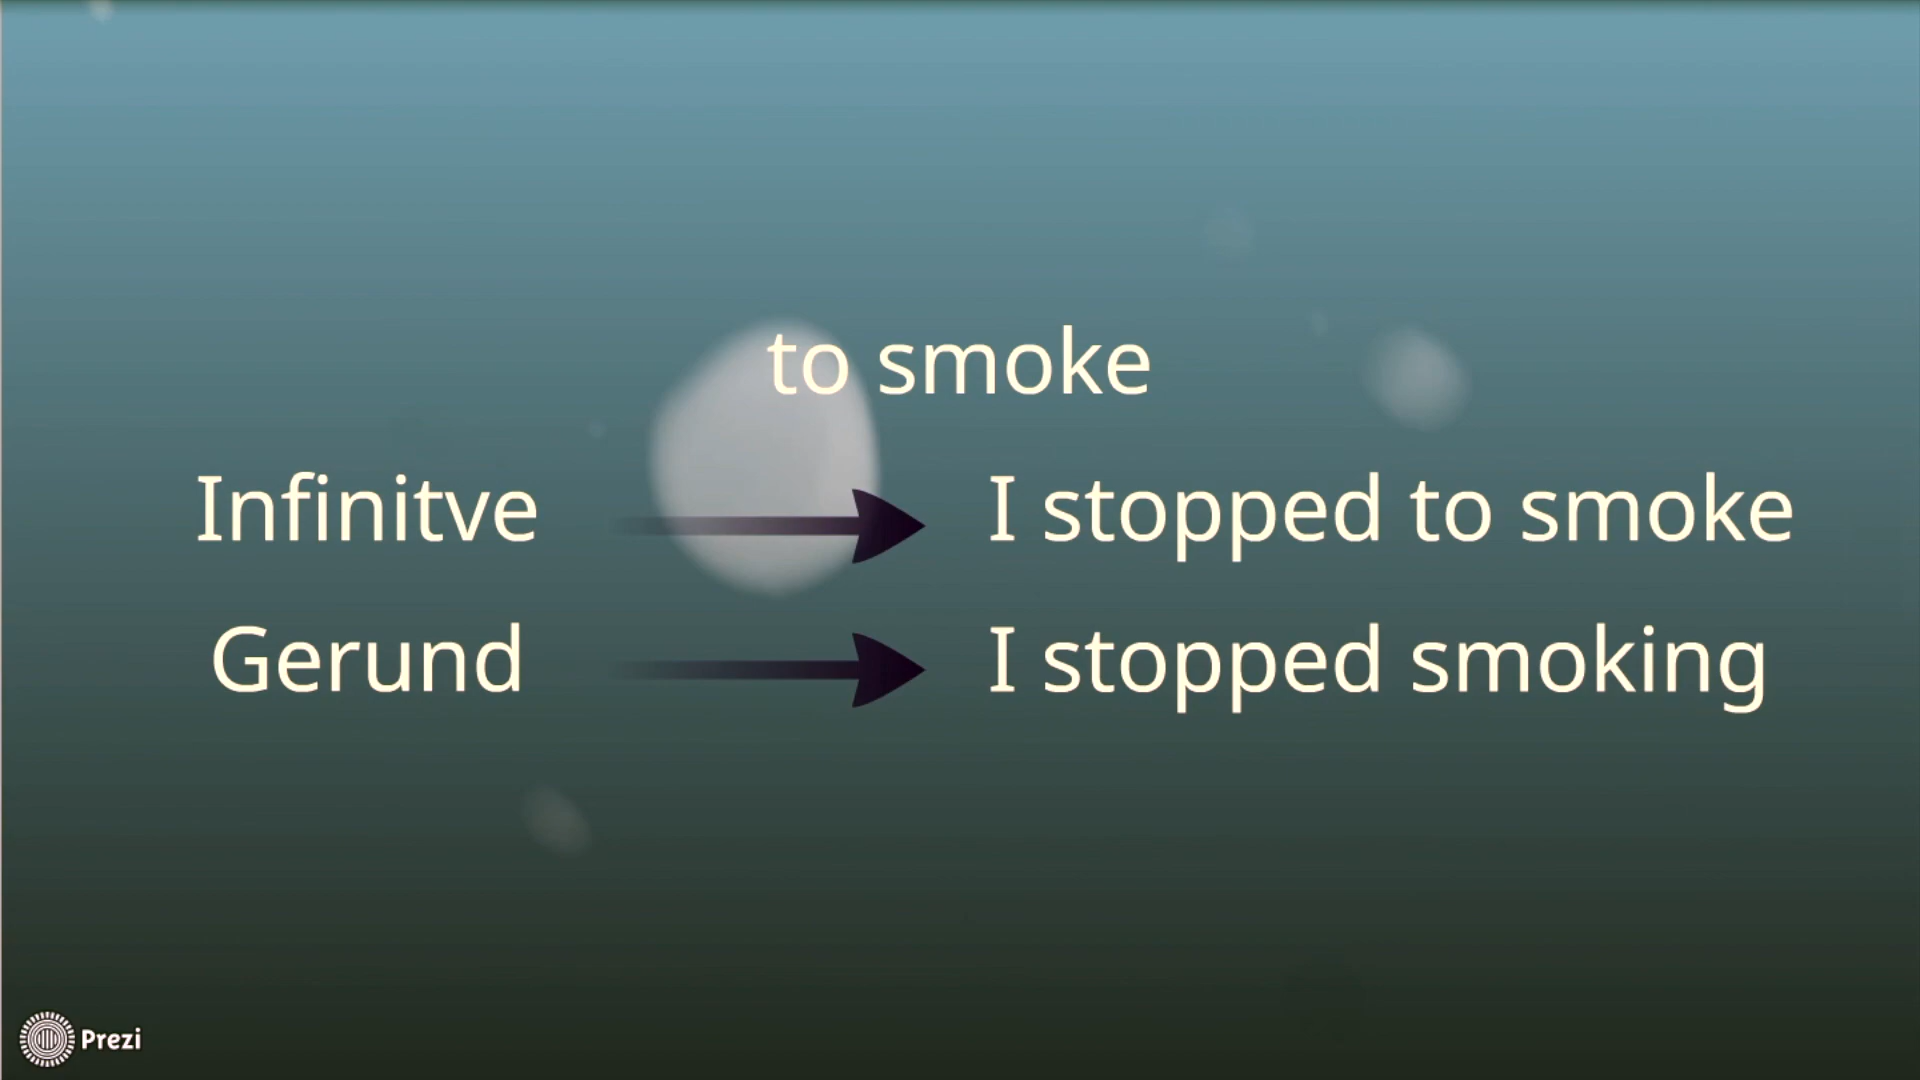 to smoke
Infinitve
I stopped to smoke
Gerund
I stopped smoking
Prezi